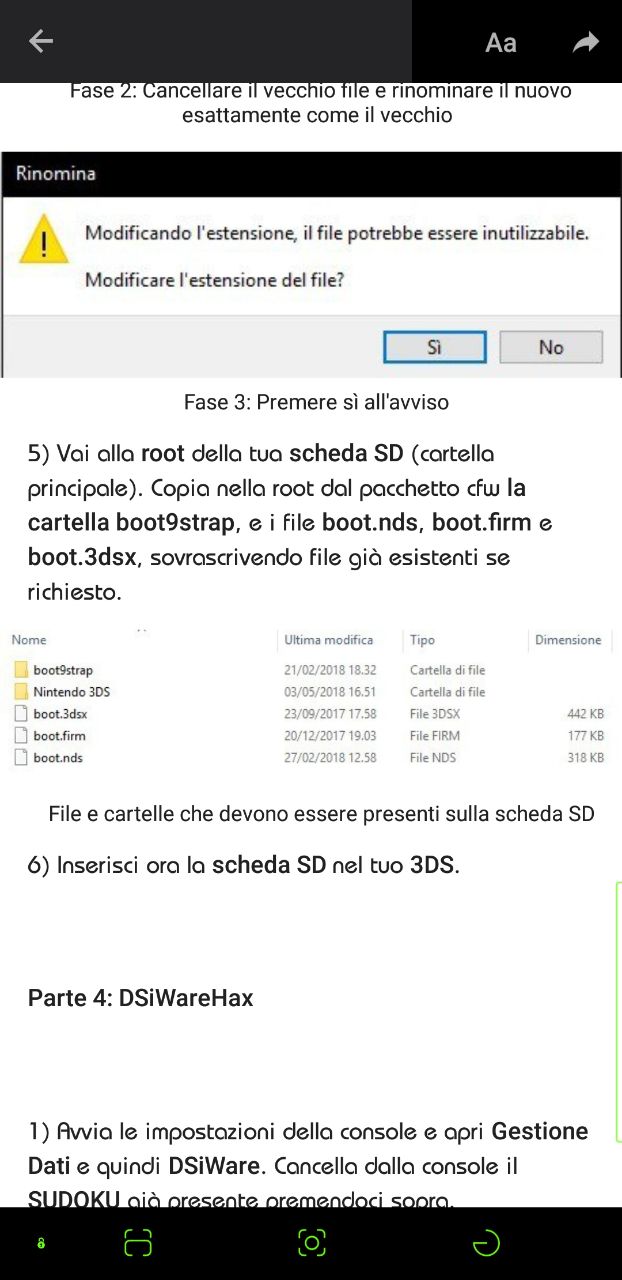 Aa
Fase 2: Cancellare il vecchio file e rinominare il nuovo
esattamente come il vecchio
Rinomina
Modificando l'estensione, il file potrebbe essere inutilizzabile.
Modificare l'estensione del file?
Sì No
Fase 3: Premere sì all'avviso
5) Vai alla root della tua scheda SD (cartella
principale). Copia nella root dal pacchetto cfw la
cartella boot9strap, e i file boot.nds, boot.firm e
boot.3dsx, sovrascrivendo file già esistenti se
richiesto.
Nome Ultima modifica Tipo Dimensione
boot9strap 21/02/2018 18.32 Cartella di file
Nintendo 3DS 03/05/2018 16.51 Cartella di file
boot.3dsx 23/09/2017 17.58 File 3DSX 442 KB
boot.firm 20/12/2017 19.03 File FIRM 177 KB
boot.nds 27/02/2018 12.58 File NDS 318 KB
File e cartelle che devono essere presenti sulla scheda SD
6) Inserisci ora la scheda SD nel tuo 3DS.
Parte 4: DSiWareHax
1) Avvia le impostazioni della console e apri Gestione
Dati e quindi DSiWare. Cancella dalla console il
SUDOKU già presente premendoci sopra.